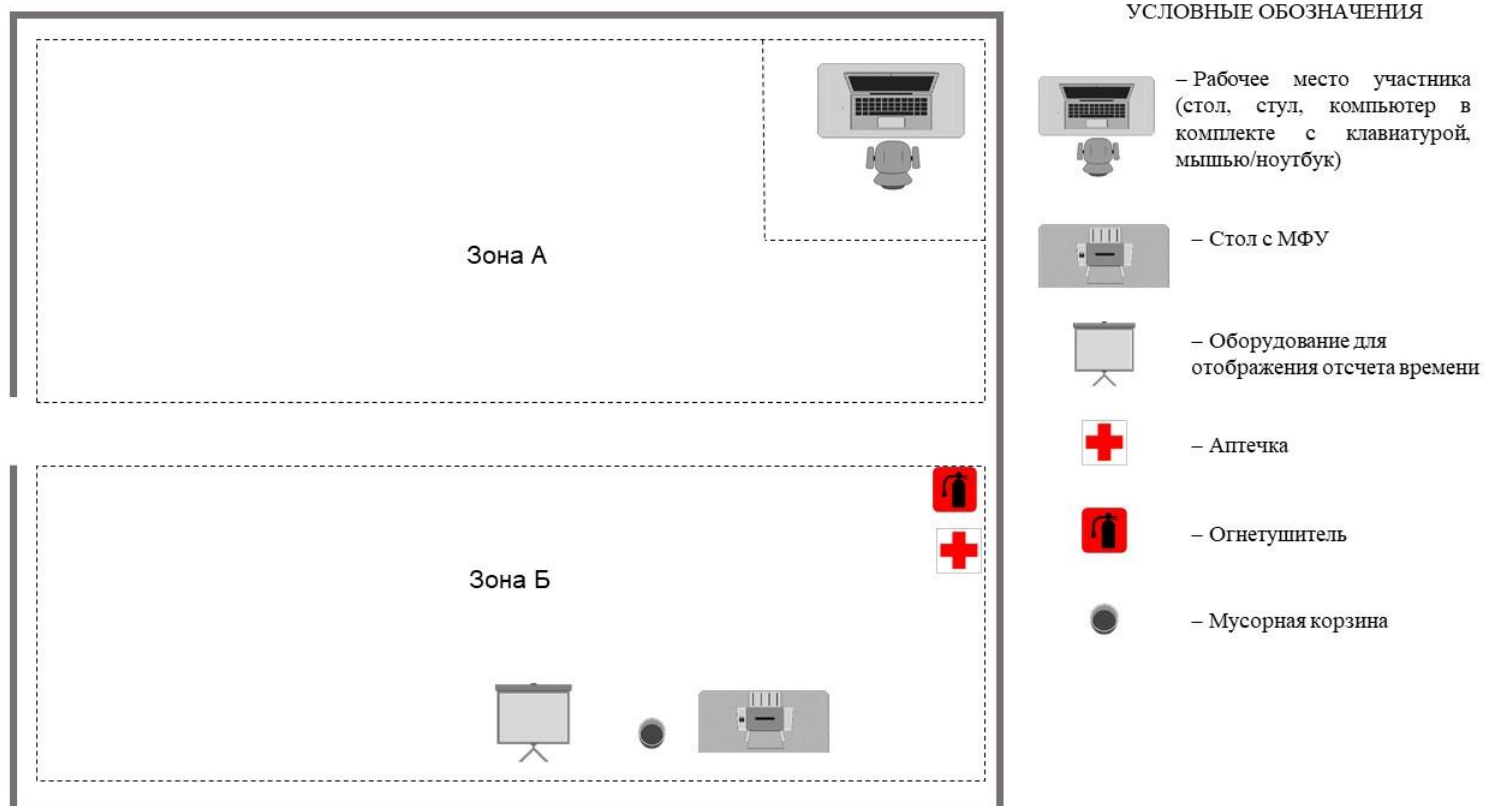 УСЛОВНЫЕ ОБОЗНАЧЕНИЯ
– Рабочее место участника
(стол, стул, компьютер в
комплекте с клавиатурой,
мышью/ноутбук)
Зона А
– Стол с МФУ
– Оборудование для
отображения отсчета времени
– Аптечка
– Огнетушитель
Зона Б
– Мусорная корзина